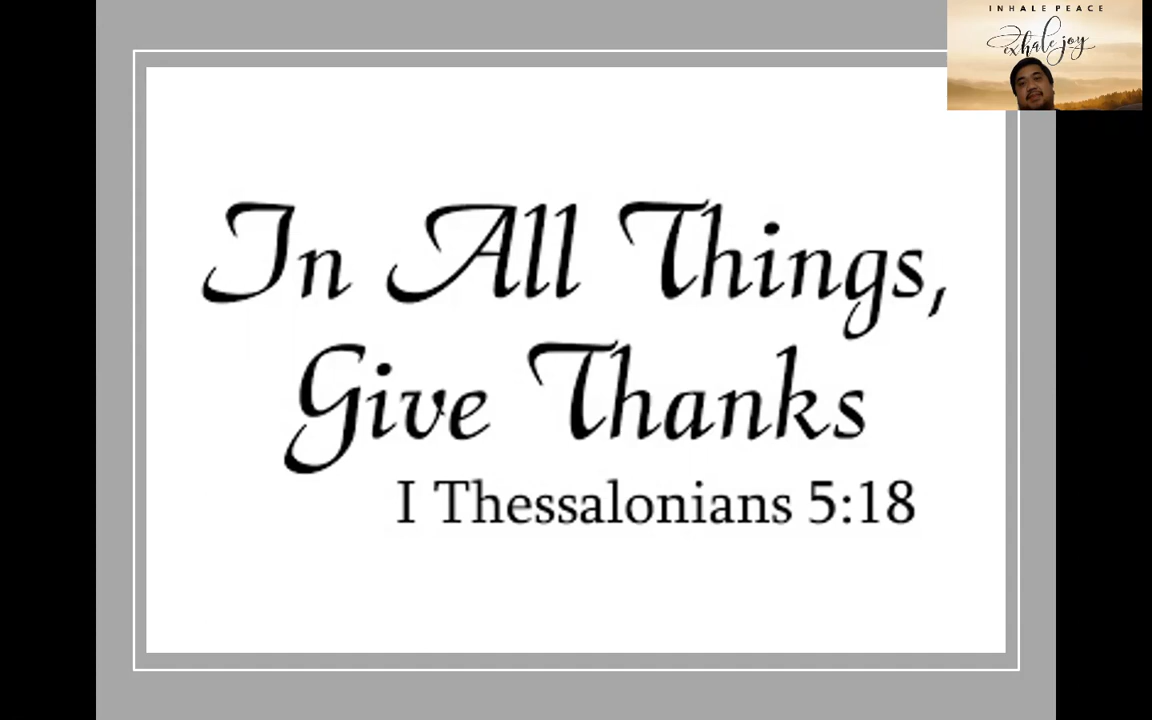 INHALE PEACE
exhale joy
In All Things,
Give Thanks
I Thessalonians 5:18